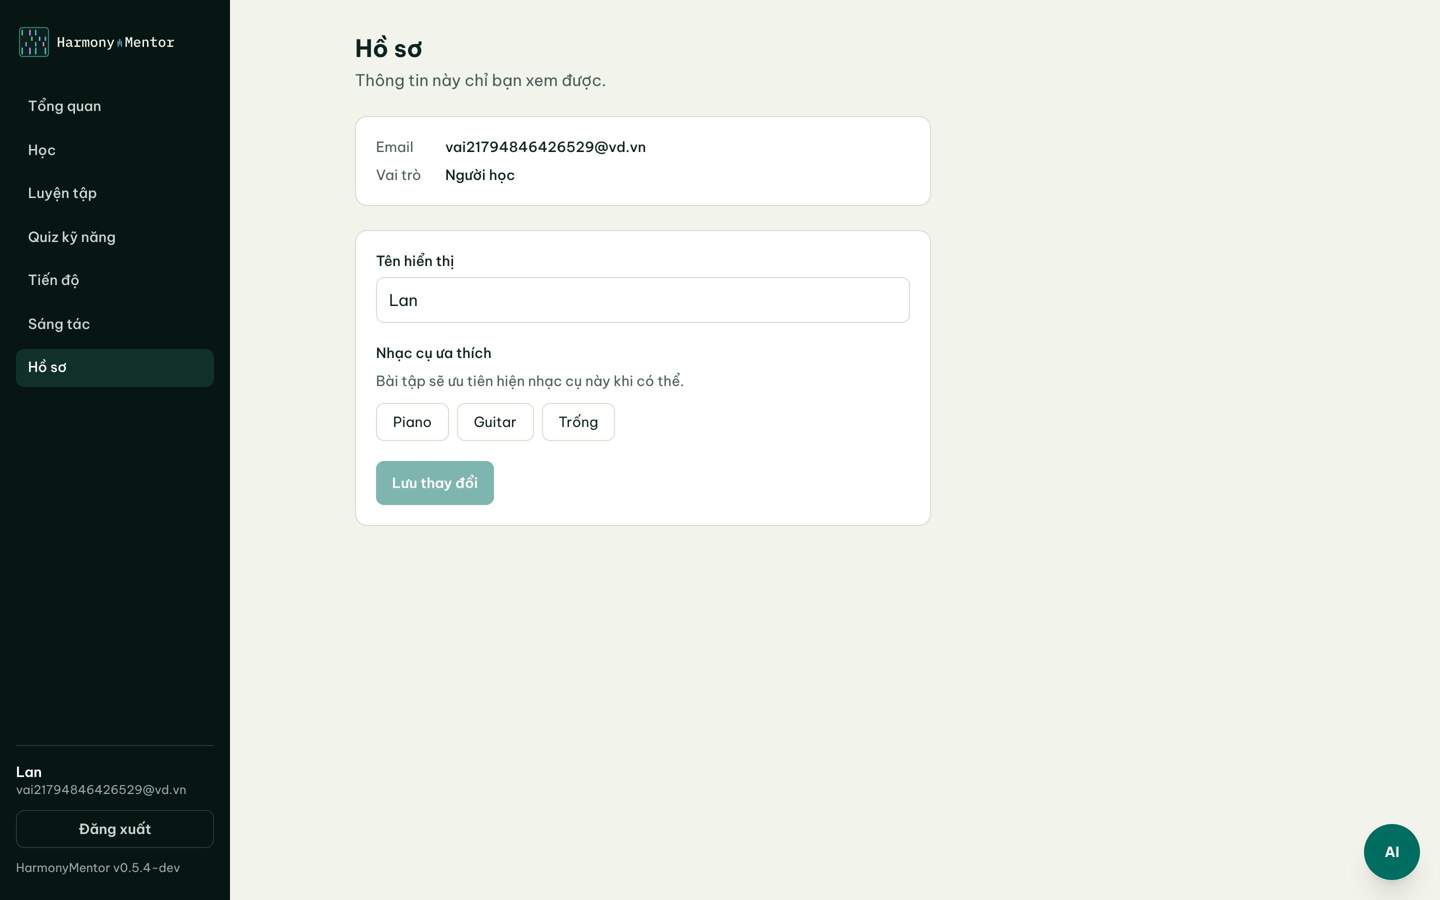 Harmony Mentor
Tổng quan
Học
Luyện tập
Quiz kỹ năng
Tiến độ
Sáng tác
Hồ sơ
Lan
vai21794846426529@vd.vn
Đăng xuất
HarmonyMentor v0.5.4-dev
Hồ sơ
Thông tin này chỉ bạn xem được.
Email vai21794846426529@vd.vn
Vai trò Người học
Tên hiển thị
Lan
Nhạc cụ ưa thích
Bài tập sẽ ưu tiên hiện nhạc cụ này khi có thể.
Piano Guitar Trống
Lưu thay đổi
AI